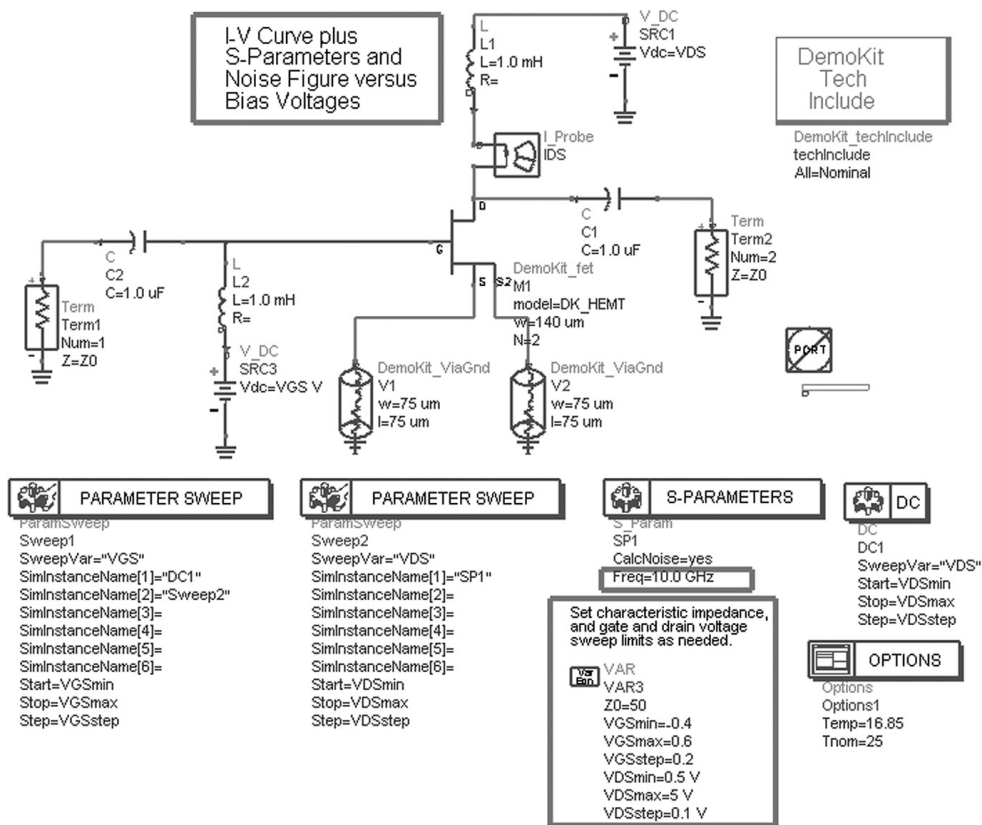 I-V Curve plus
S-Parameters and
Noise Figure versus
Bias Voltages
L
L1
L=1.0 mH
R=
V_DC
SRC1
Vdc=VDS
+
-
DemoKit
Tech
Include
DemoKit_techInclude
techInclude
All=Nominal
I_Probe
IDS
D
G
S
S2
C
C1
C=1.0 uF
Term
Term2
Num=2
Z=Z0
+
-
C
C2
C=1.0 uF
Term
Term1
Num=1
Z=Z0
+
-
L
L2
L=1.0 mH
R=
V_DC
SRC3
Vdc=VGS V
+
-
DemoKit_fet
M1
model=DK_HEMT
w=140 um
N=2
DemoKit_ViaGnd
V1
w=75 um
l=75 um
DemoKit_ViaGnd
V2
w=75 um
l=75 um
PORT
PARAMETER SWEEP
ParamSweep
Sweep1
SweepVar="VGS"
SimInstanceName[1]="DC1"
SimInstanceName[2]="Sweep2"
SimInstanceName[3]=
SimInstanceName[4]=
SimInstanceName[5]=
SimInstanceName[6]=
Start=VGSmin
Stop=VGSmax
Step=VGSstep
PARAMETER SWEEP
ParamSweep
Sweep2
SweepVar="VDS"
SimInstanceName[1]="SP1"
SimInstanceName[2]=
SimInstanceName[3]=
SimInstanceName[4]=
SimInstanceName[5]=
SimInstanceName[6]=
Start=VDSmin
Stop=VDSmax
Step=VDSstep
S-PARAMETERS
S_Param
SP1
CalcNoise=yes
Freq=10.0 GHz
Set characteristic impedance,
and gate and drain voltage
sweep limits as needed.
Var
Eqn
VAR
VAR3
Z0=50
VGSmin=-0.4
VGSmax=0.6
VGSstep=0.2
VDSmin=0.5 V
VDSmax=5 V
VDSstep=0.1 V
DC
DC
DC1
SweepVar="VDS"
Start=VDSmin
Stop=VDSmax
Step=VDSstep
OPTIONS
Options
Options1
Temp=16.85
Tnom=25